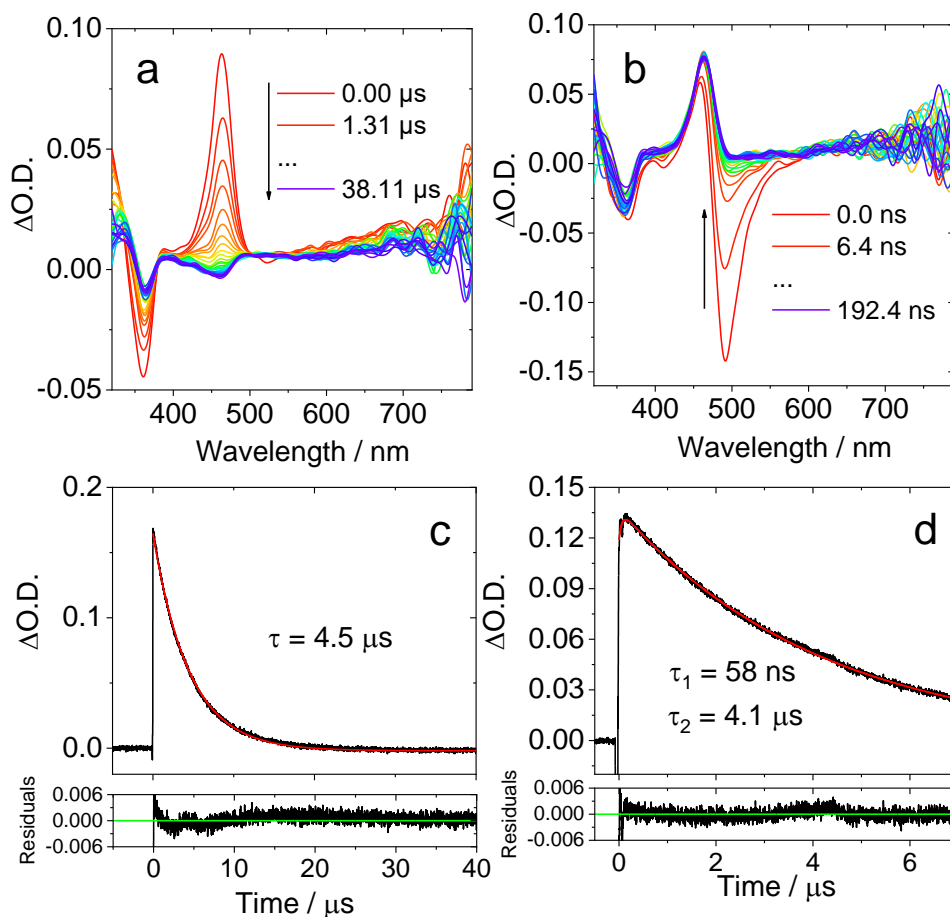 a
0.10
0.05
0.00
-0.05
ΔO.D.
0.00 µs
1.31 µs
...
38.11 µs
400 500 600 700
Wavelength / nm
b
0.10
0.05
0.00
-0.05
-0.10
-0.15
ΔO.D.
0.0 ns
6.4 ns
...
192.4 ns
400 500 600 700
Wavelength / nm
c
0.2
0.1
0.0
ΔO.D.
τ = 4.5 µs
0.006
0.000
-0.006
Residuals
0 10 20 30 40
Time / µs
d
0.15
0.12
0.09
0.06
0.03
0.00
ΔO.D.
τ1 = 58 ns
τ2 = 4.1 µs
0.006
0.000
-0.006
Residuals
0 2 4 6
Time / µs